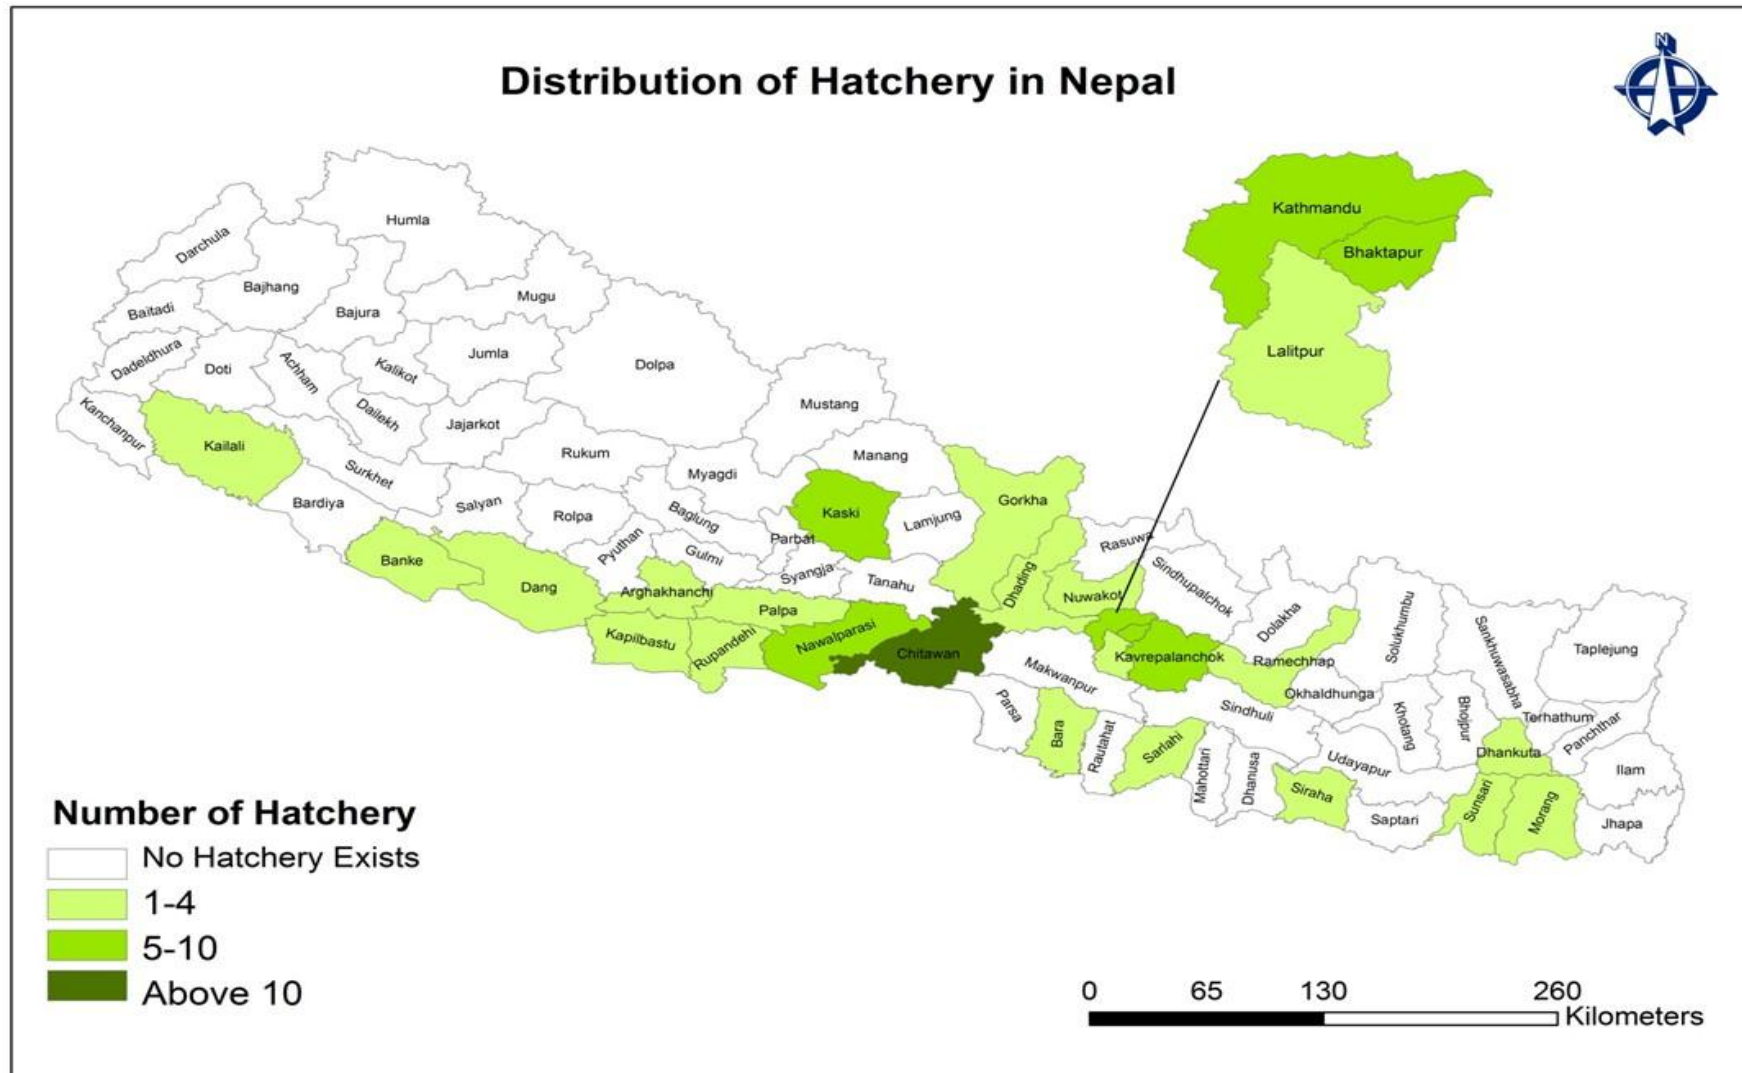 Distribution of Hatchery in Nepal
N
Humla
Darchula
Bajhang
Mugu
Baitadi
Bajura
Dadeldhura
Doti
Achham
Kalikot
Jumla
Dolpa
Kanchanpur
Dailekh
Jajarkot
Mustang
Kailali
Surkhet
Rukum
Myagdi
Manang
Bardiya
Salyan
Rolpa
Baglung
Kaski
Lamjung
Gorkha
Parbat
Pyuthan
Gulmi
Syangja
Tanahu
Banke
Dang
Arghakhanchi
Palpa
Kapilbastu
Rupandehi
Nawalparasi
Chitawan
Dhading
Nuwakot
Rasuwa
Sindhupalchok
Kathmandu
Bhaktapur
Lalitpur
Kavrepalanchok
Dolakha
Ramechhap
Solukhumbu
Sankhuwasabha
Taplejung
Makwanpur
Okhaldhunga
Sindhuli
Khotang
Bhojpur
Terhathum
Panchthar
Parsa
Bara
Rautahat
Sarlahi
Mahottari
Dhanusa
Siraha
Udayapur
Saptari
Dhankuta
Sunsari
Morang
Ilam
Jhapa
Number of Hatchery
No Hatchery Exists
1-4
5-10
Above 10
0 65 130 260
Kilometers